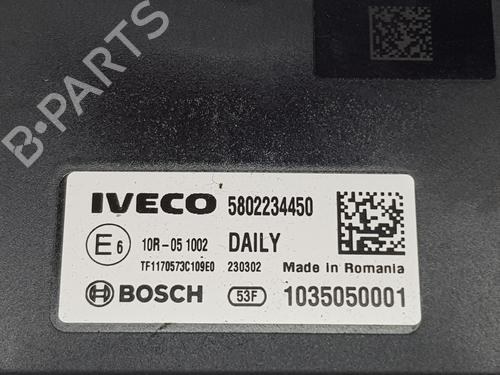 B-PARTS
IVECO 5802234450
E6 10R-05 1002 DAILY
TF1170573C109E0 230302 Made in Romania
BOSCH 53F 1035050001